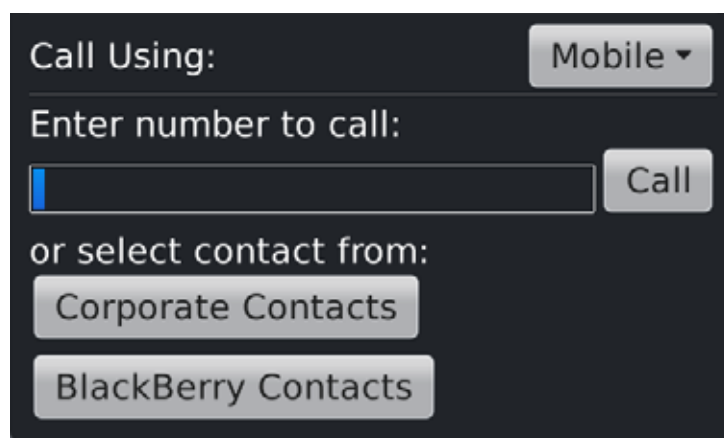 Call Using: Mobile
Enter number to call:
Call
or select contact from:
Corporate Contacts
BlackBerry Contacts